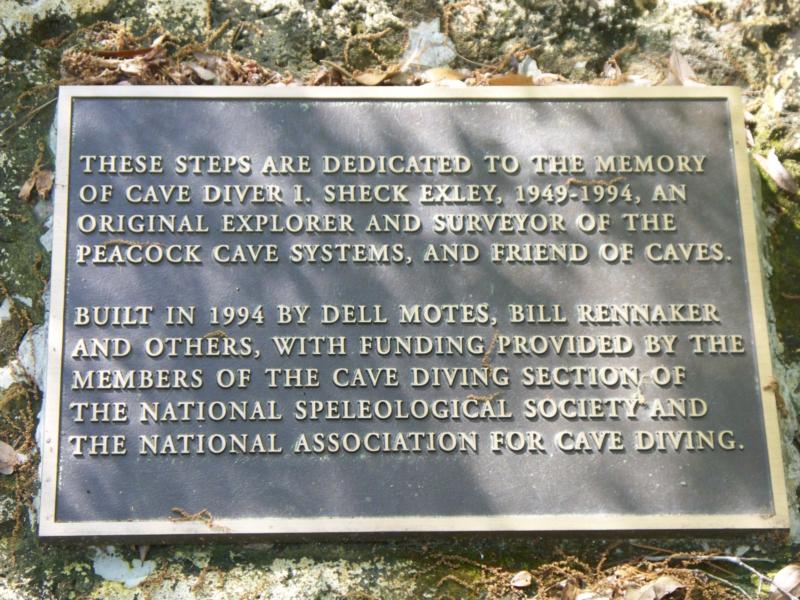 THESE STEPS ARE DEDICATED TO THE MEMORY
OF CAVE DIVER I. SHECK EXLEY, 1949-1994, AN
ORIGINAL EXPLORER AND SURVEYOR OF THE
PEACOCK CAVE SYSTEMS, AND FRIEND OF CAVES.
BUILT IN 1994 BY DELL MOTES, BILL RENNAKER
AND OTHERS, WITH FUNDING PROVIDED BY THE
MEMBERS OF THE CAVE DIVING SECTION OF
THE NATIONAL SPELEOLOGICAL SOCIETY AND
THE NATIONAL ASSOCIATION FOR CAVE DIVING.